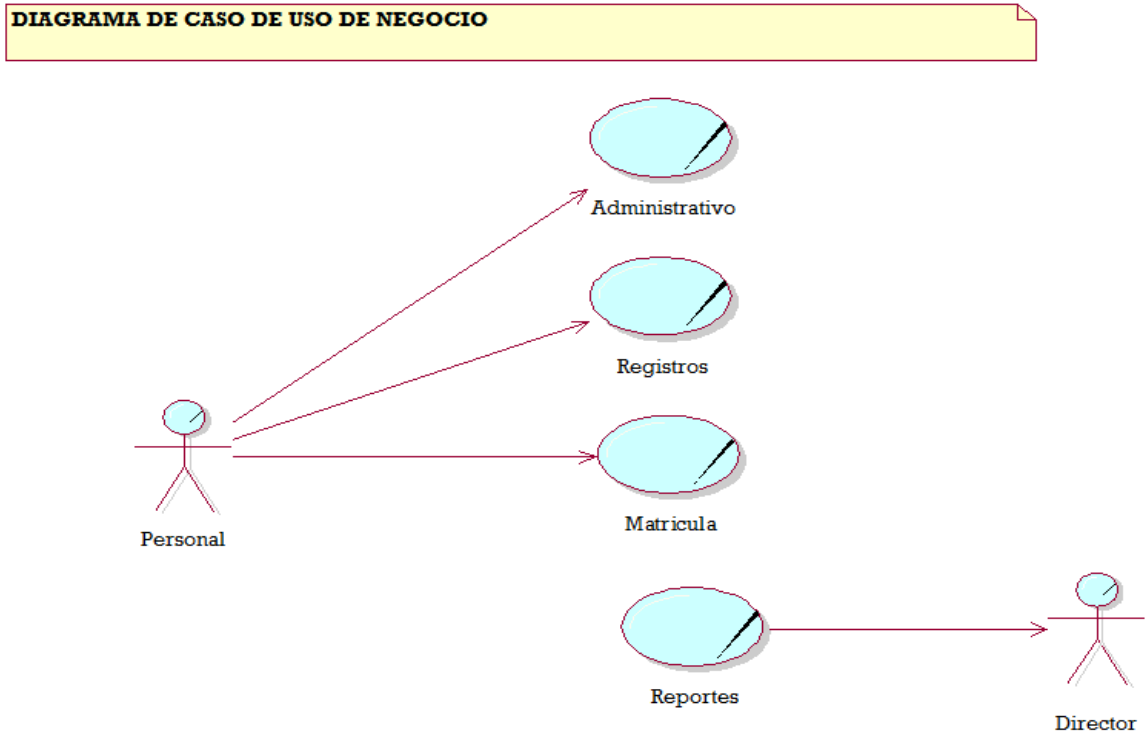 DIAGRAMA DE CASO DE USO DE NEGOCIO
Administrativo
Registros
Matricula
Personal
Reportes
Director